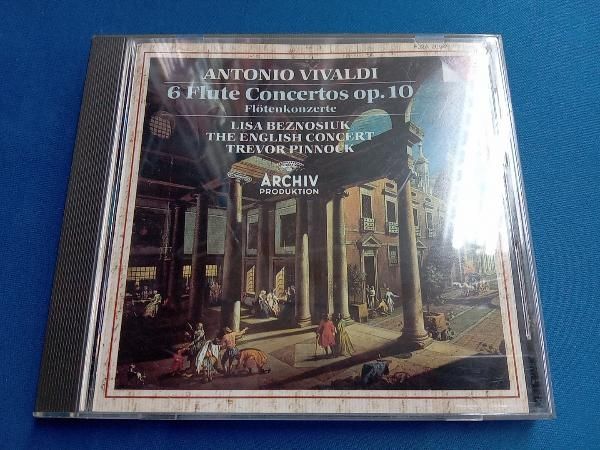 ANTONIO VIVALDI
6 Flute Concertos op.10
Flötenkonzerte
LISA BEZNOSIUK
THE ENGLISH CONCERT
TREVOR PINNOCK
ARCHIV
PRODUKTION